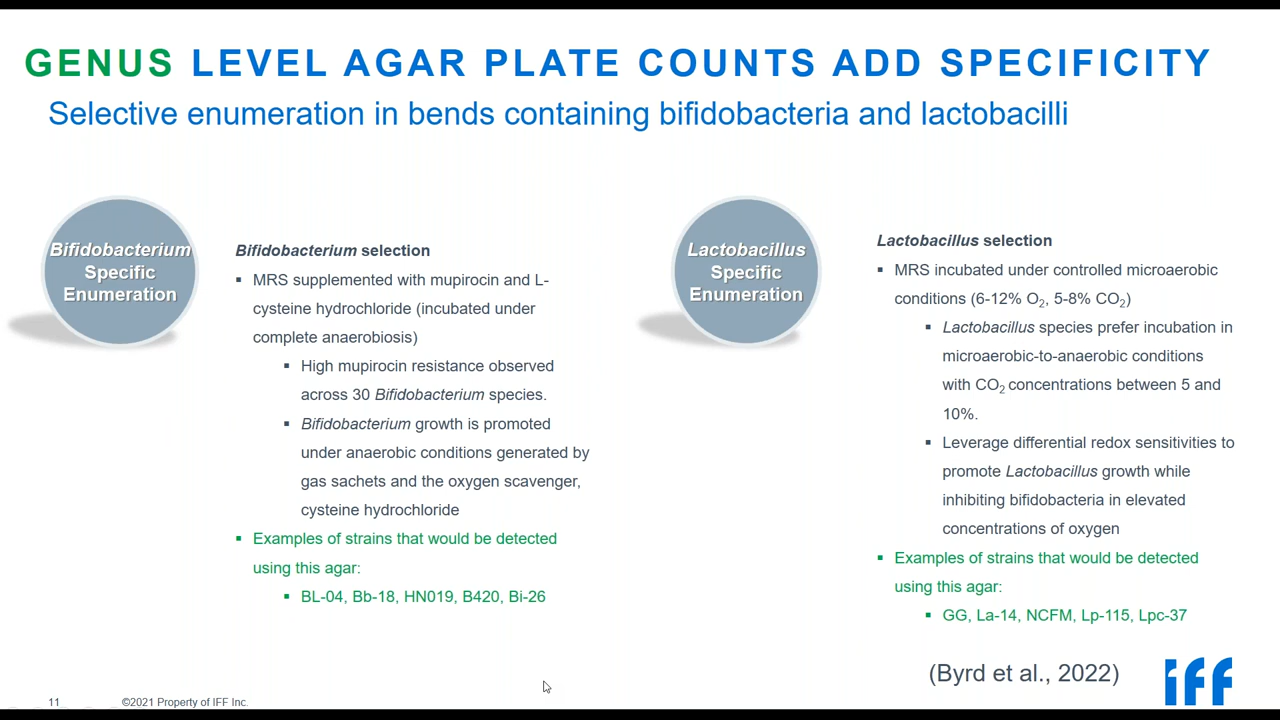 GENUS LEVEL AGAR PLATE COUNTS ADD SPECIFICITY
Selective enumeration in bends containing bifidobacteria and lactobacilli
Bifidobacterium
Specific
Enumeration
Bifidobacterium selection
▪ MRS supplemented with mupirocin and L-
cysteine hydrochloride (incubated under
complete anaerobiosis)
▪ High mupirocin resistance observed
across 30 Bifidobacterium species.
▪ Bifidobacterium growth is promoted
under anaerobic conditions generated by
gas sachets and the oxygen scavenger,
cysteine hydrochloride
▪ Examples of strains that would be detected
using this agar:
▪ BL-04, Bb-18, HN019, B420, Bi-26
Lactobacillus
Specific
Enumeration
Lactobacillus selection
▪ MRS incubated under controlled microaerobic
conditions (6-12% O2, 5-8% CO2)
▪ Lactobacillus species prefer incubation in
microaerobic-to-anaerobic conditions
with CO2 concentrations between 5 and
10%.
▪ Leverage differential redox sensitivities to
promote Lactobacillus growth while
inhibiting bifidobacteria in elevated
concentrations of oxygen
▪ Examples of strains that would be detected
using this agar:
▪ GG, La-14, NCFM, Lp-115, Lpc-37
(Byrd et al., 2022)
iff
11 ©2021 Property of IFF Inc.